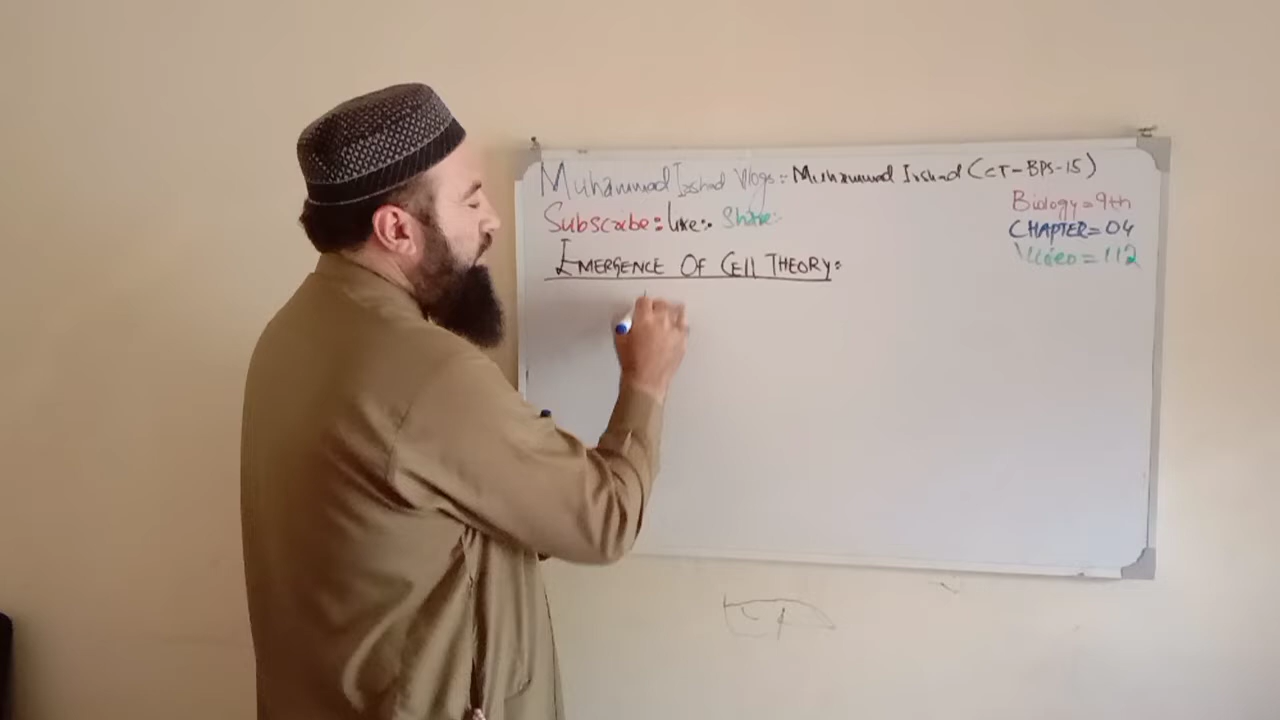 Muhammad Irshad Vlogs:- Muhammad Irshad (CT-BPS-15)
Subscribe:- Like:- Share:-
Biology=9th
CHAPTER=04
Video=112
EMERGENCE OF CEll THEORY:-